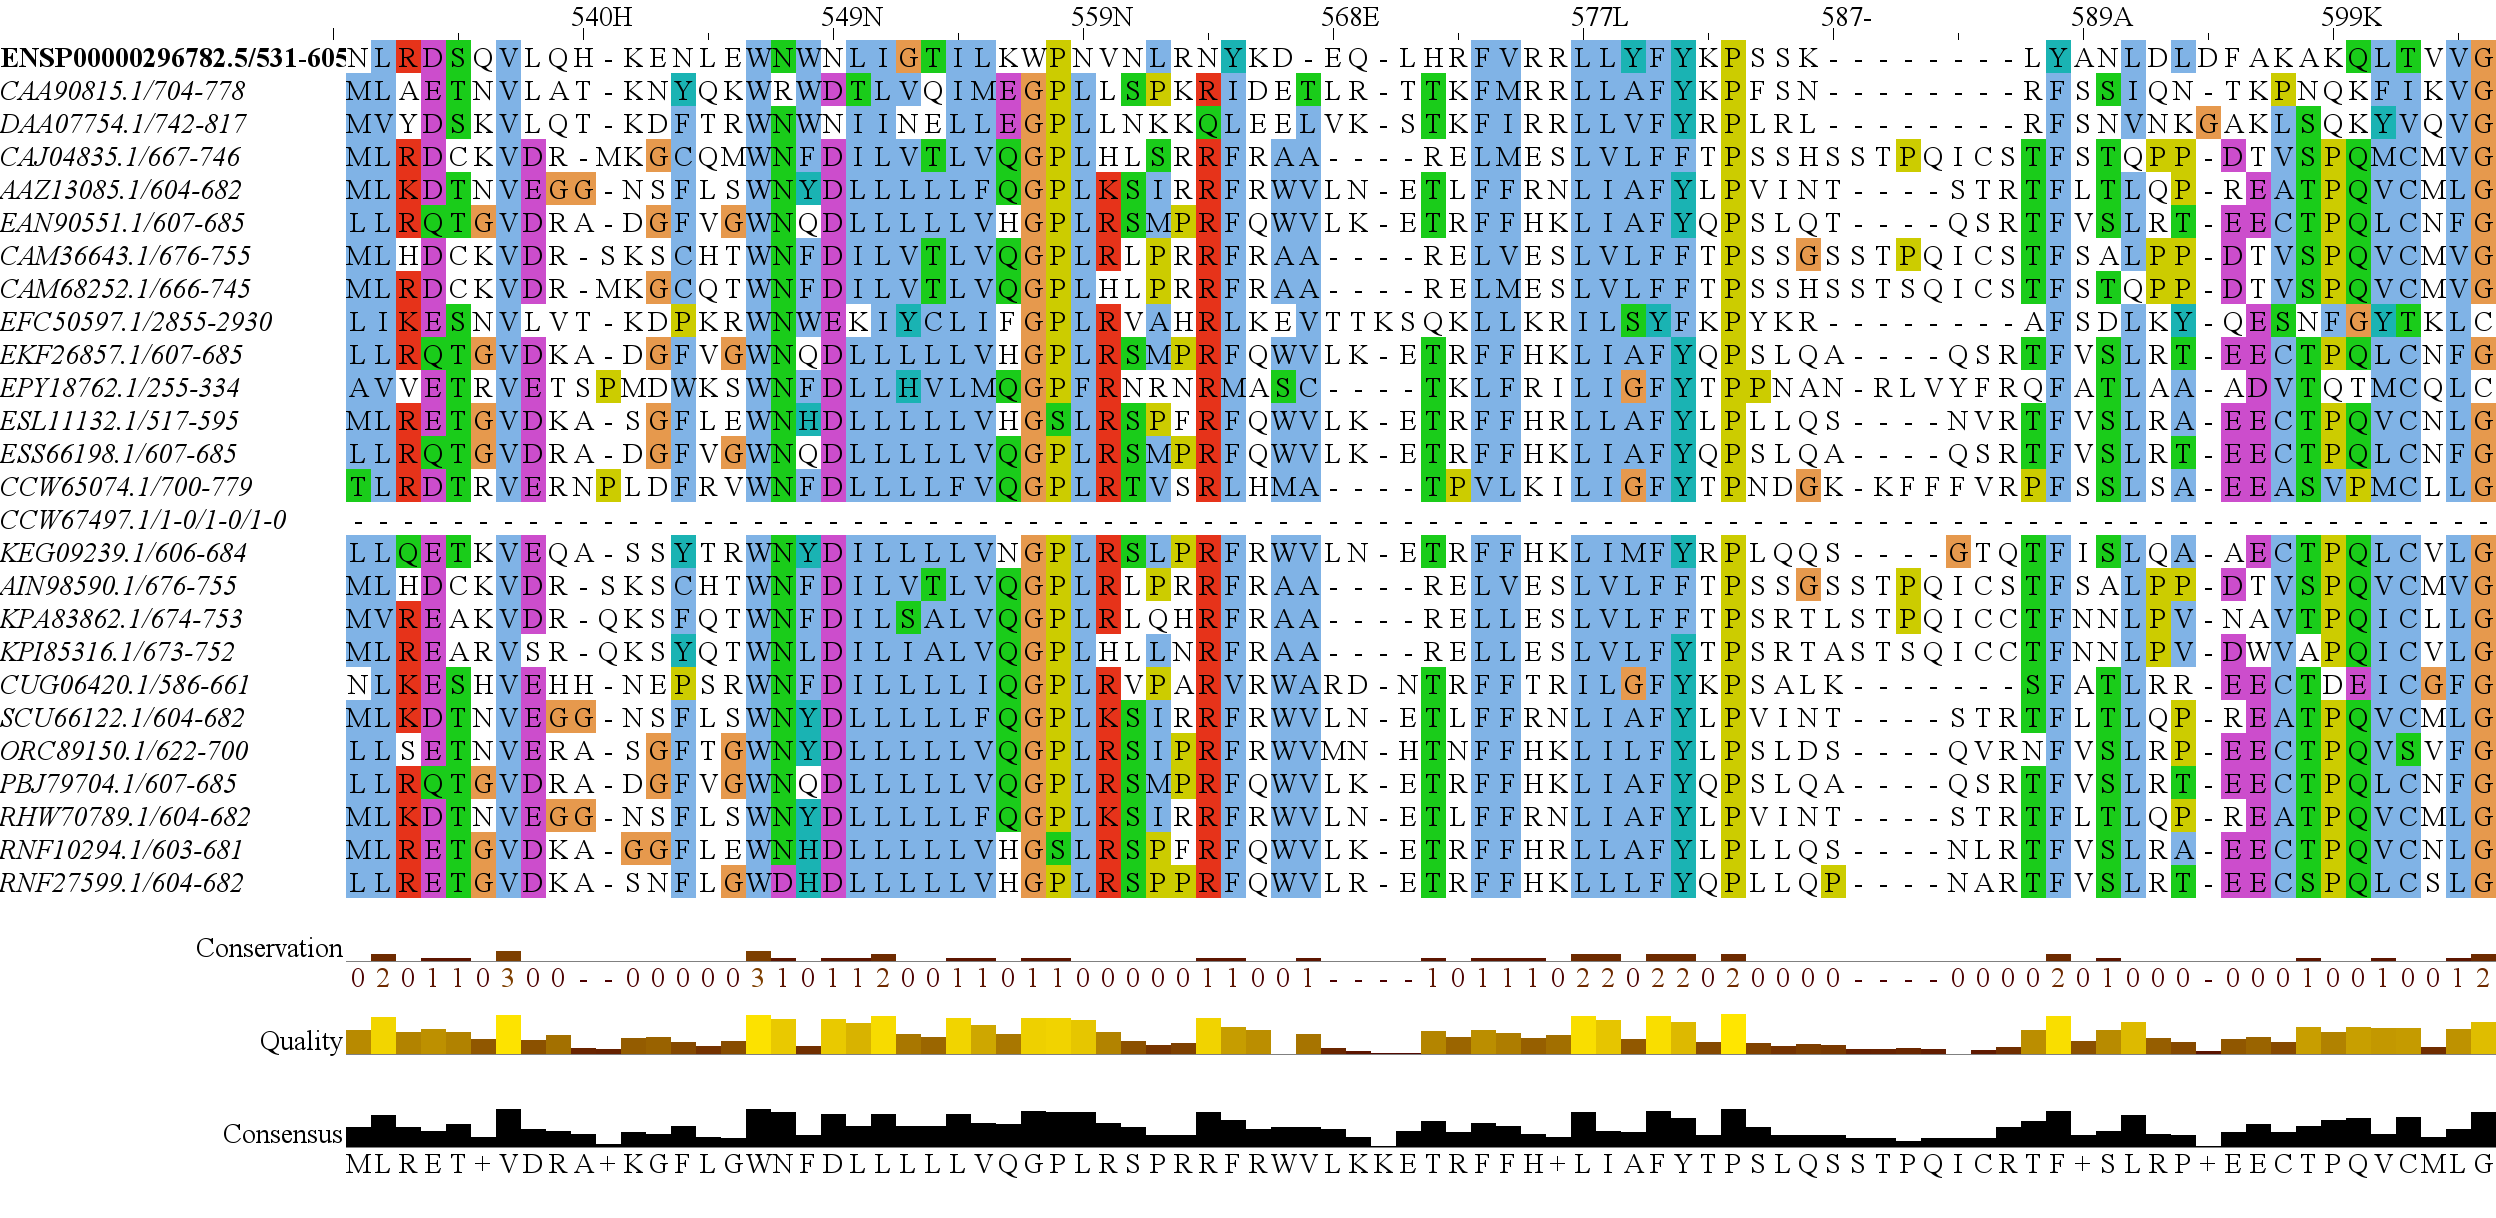 540H 549N 559N 568E 577L 587- 589A 599K
ENSP00000296782.5/531-605 NLRDSQVLQH-KENLEWNWNLIGTILKWPNVNLRNYKD-EQ-LHRFVRRLLYFYKPSSK--------LYANLDLDFAKAKQLTVVG
CAA90815.1/704-778 MLAETNVLAT-KNYQKWRWDTLVQIMEGPLLSPKRIDETLR-TTKFMRRLLAFYKPFSN--------RFSSIQN-TKPNQKFIKVG
DAA07754.1/742-817 MVYDSKVLQT-KDFTRWNWNIINELLEGPLLNKKQLEELVK-STKFIRRLLVFYRPLRL--------RFSNVNKGAKLSQKYVQVG
CAJ04835.1/667-746 MLRDCKVDR-MKGCQMWNFDILVTLVQGPLHLSRRFRAA----RELMESLVLFFTPSSHSSTPQICSTFSTQPP-DTVSPQMCMVG
AAZ13085.1/604-682 MLKDTNVEGG-NSFLSWNYDLLLLLFQGPLKSIRRFRWVLN-ETLFFRNLIAFYLPVINT----STRTFLTLQP-REATPQVCMLG
EAN90551.1/607-685 LLRQTGVDRA-DGFVGWNQDLLLLLVHGPLRSMPRFQWVLK-ETRFFHKLIAFYQPSLQT----QSRTFVSLRT-EECTPQLCNFG
CAM36643.1/676-755 MLHDCKVDR-SKSCHTWNFDILVTLVQGPLRLPRRFRAA----RELVESLVLFFTPSSGSSTPQICSTFSALPP-DTVSPQVCMVG
CAM68252.1/666-745 MLRDCKVDR-MKGCQTWNFDILVTLVQGPLHLPRRFRAA----RELMESLVLFFTPSSHSSTSQICSTFSTQPP-DTVSPQVCMVG
EFC50597.1/2855-2930 LIKESNVLVT-KDPKRWNWEKIYCLIFGPLRVAHRLKEVTTKSQKLLKRILSYFKPYKR--------AFSDLKY-QESNFGYTKLC
EKF26857.1/607-685 LLRQTGVDKA-DGFVGWNQDLLLLLVHGPLRSMPRFQWVLK-ETRFFHKLIAFYQPSLQA----QSRTFVSLRT-EECTPQLCNFG
EPY18762.1/255-334 AVVETRVETSPMDWKSWNFDLLHVLMQGPFRNRNRMASC----TKLFRILIGFYTPPNAN-RLVYFRQFATLAA-ADVTQTMCQLC
ESL11132.1/517-595 MLRETGVDKA-SGFLEWNHDLLLLLVHGSLRSPFRFQWVLK-ETRFFHRLLAFYLPLLQS----NVRTFVSLRA-EECTPQVCNLG
ESS66198.1/607-685 LLRQTGVDRA-DGFVGWNQDLLLLLVQGPLRSMPRFQWVLK-ETRFFHKLIAFYQPSLQA----QSRTFVSLRT-EECTPQLCNFG
CCW65074.1/700-779 TLRDTRVERNPLDFRVWNFDLLLLFVQGPLRTVSRLHMA----TPVLKILIGFYTPNDGK-KFFFVRPFSSLSA-EEASVPMCLLG
CCW67497.1/1-0/1-0/1-0 --------------------------------------------------------------------------------------
KEG09239.1/606-684 LLQETKVEQA-SSYTRWNYDILLLLVNGPLRSLPRFRWVLN-ETRFFHKLIMFYRPLQQS----GTQTFISLQA-AECTPQLCVLG
AIN98590.1/676-755 MLHDCKVDR-SKSCHTWNFDILVTLVQGPLRLPRRFRAA----RELVESLVLFFTPSSGSSTPQICSTFSALPP-DTVSPQVCMVG
KPA83862.1/674-753 MVREAKVDR-QKSFQTWNFDILSALVQGPLRLQHRFRAA----RELLESLVLFFTPSRTLSTPQICCTFNNLPV-NAVTPQICLLG
KPI85316.1/673-752 MLREARVSR-QKSYQTWNLDILIALVQGPLHLLNRFRAA----RELLESLVLFYTPSRTASTSQICCTFNNLPV-DWVAPQICVLG
CUG06420.1/586-661 NLKESHVEHH-NEPSRWNFDILLLLIQGPLRVPARVRWARD-NTRFFTRILGFYKPSALK-------SFATLRR-EECTDEICGFG
SCU66122.1/604-682 MLKDTNVEGG-NSFLSWNYDLLLLLFQGPLKSIRRFRWVLN-ETLFFRNLIAFYLPVINT----STRTFLTLQP-REATPQVCMLG
ORC89150.1/622-700 LLSETNVERA-SGFTGWNYDLLLLLVQGPLRSIPRFRWVMN-HTNFFHKLILFYLPSLDS----QVRNFVSLRP-EECTPQVSVFG
PBJ79704.1/607-685 LLRQTGVDRA-DGFVGWNQDLLLLLVQGPLRSMPRFQWVLK-ETRFFHKLIAFYQPSLQA----QSRTFVSLRT-EECTPQLCNFG
RHW70789.1/604-682 MLKDTNVEGG-NSFLSWNYDLLLLLFQGPLKSIRRFRWVLN-ETLFFRNLIAFYLPVINT----STRTFLTLQP-REATPQVCMLG
RNF10294.1/603-681 MLRETGVDKA-GGFLEWNHDLLLLLVHGSLRSPFRFQWVLK-ETRFFHRLLAFYLPLLQS----NLRTFVSLRA-EECTPQVCNLG
RNF27599.1/604-682 LLRETGVDKA-SNFLGWDHDLLLLLVHGPLRSPPRFQWVLR-ETRFFHKLLLFYQPLLQP----NARTFVSLRT-EECSPQLCSLG
Conservation
020110300--000003101120011011000011001----101110220220200000----0000201000-00010010012
Quality
Consensus
MLRET+VDRA+KGFLGWNFDLLLLLVQGPLRSPRRFRWVLKKETRFFH+LIAFYTPSLQSSTPQICRTF+SLRP+EECTPQVCMLG